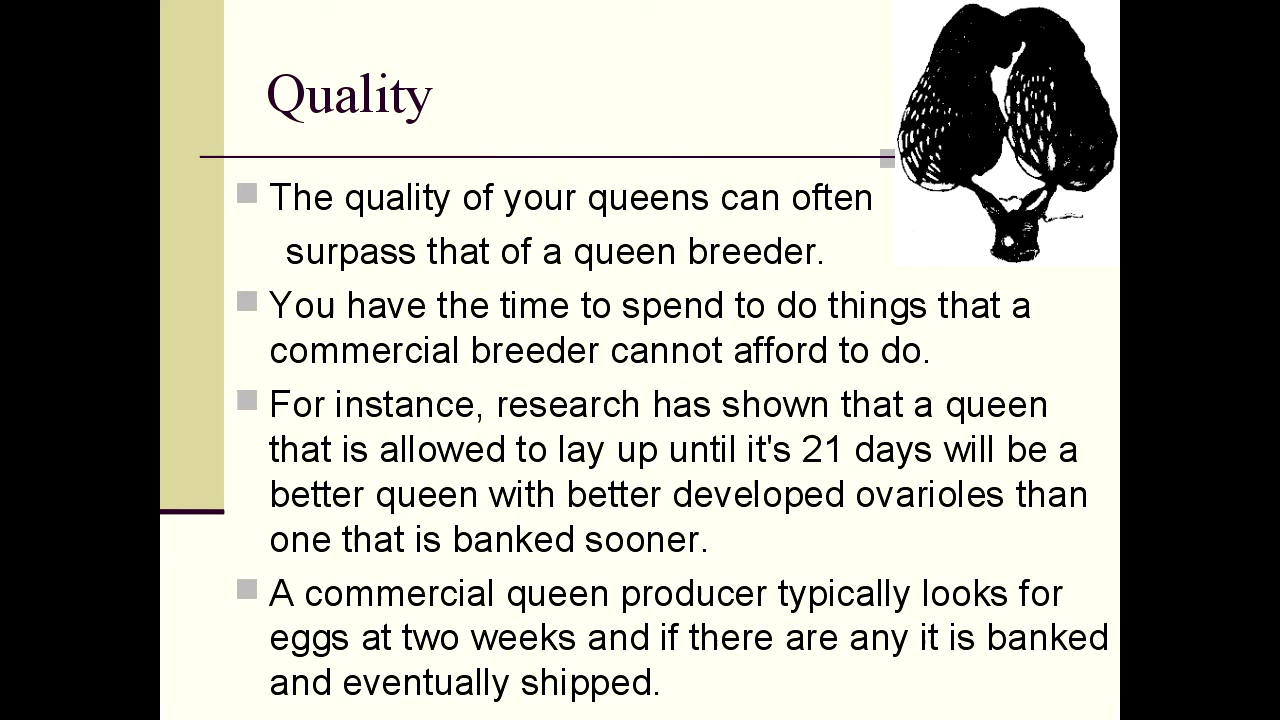 Quality
The quality of your queens can often
surpass that of a queen breeder.
You have the time to spend to do things that a
commercial breeder cannot afford to do.
For instance, research has shown that a queen
that is allowed to lay up until it's 21 days will be a
better queen with better developed ovarioles than
one that is banked sooner.
A commercial queen producer typically looks for
eggs at two weeks and if there are any it is banked
and eventually shipped.